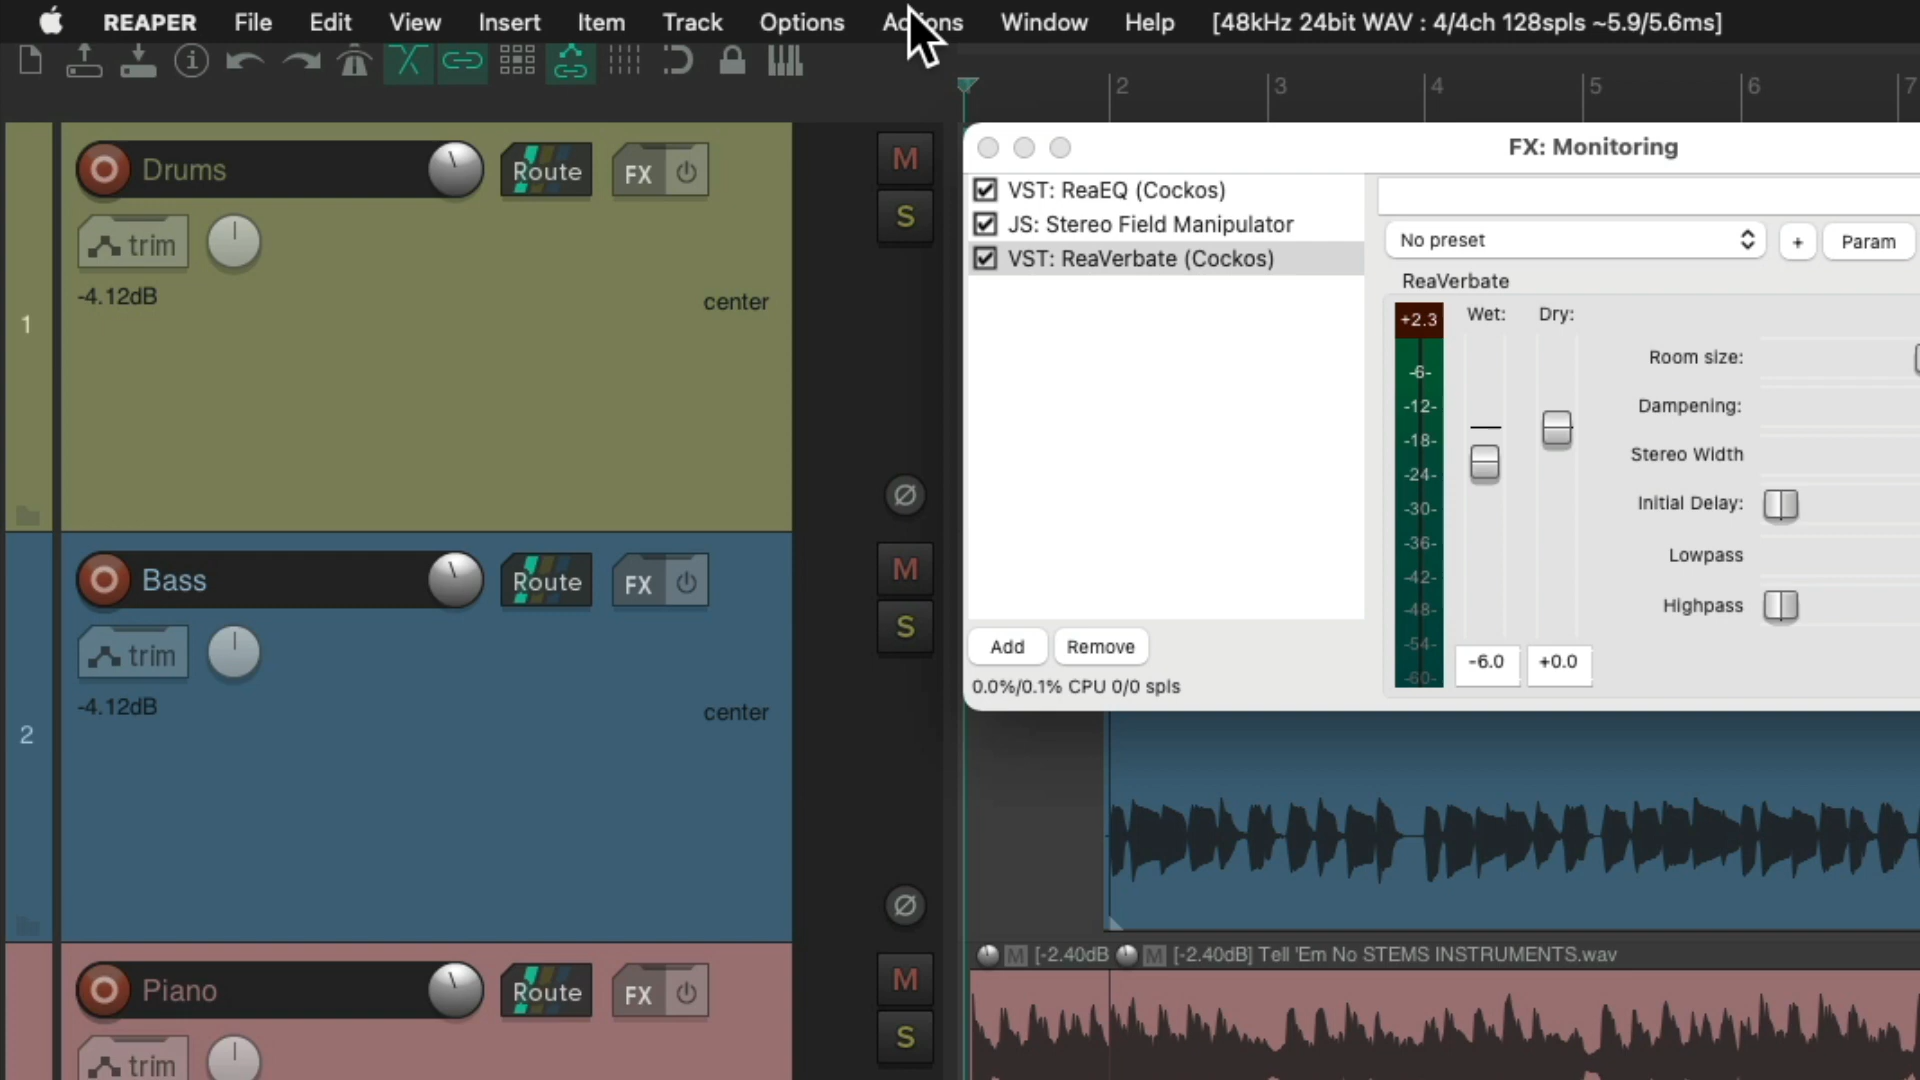 REAPER File Edit View Insert Item Track Options Actions Window Help [48kHz 24bit WAV : 4/4ch 128spls ~5.9/5.6ms]
2 3 4 5 6 7
Drums Route FX M
S
trim
-4.12dB center
1
FX: Monitoring
VST: ReaEQ (Cockos)
JS: Stereo Field Manipulator
VST: ReaVerbate (Cockos)
Add Remove
0.0%/0.1% CPU 0/0 spls
No preset + Param
ReaVerbate
+2.3 Wet: Dry:
-6-
-12-
-18-
-24-
-30-
-36-
-42-
-48-
-54-
-60-
-6.0 +0.0
Room size:
Dampening:
Stereo Width
Initial Delay:
Lowpass
Highpass
Bass Route FX M
S
trim
-4.12dB center
2
M [-2.40dB M [-2.40dB] Tell 'Em No STEMS INSTRUMENTS.wav
Piano Route FX M
S
trim